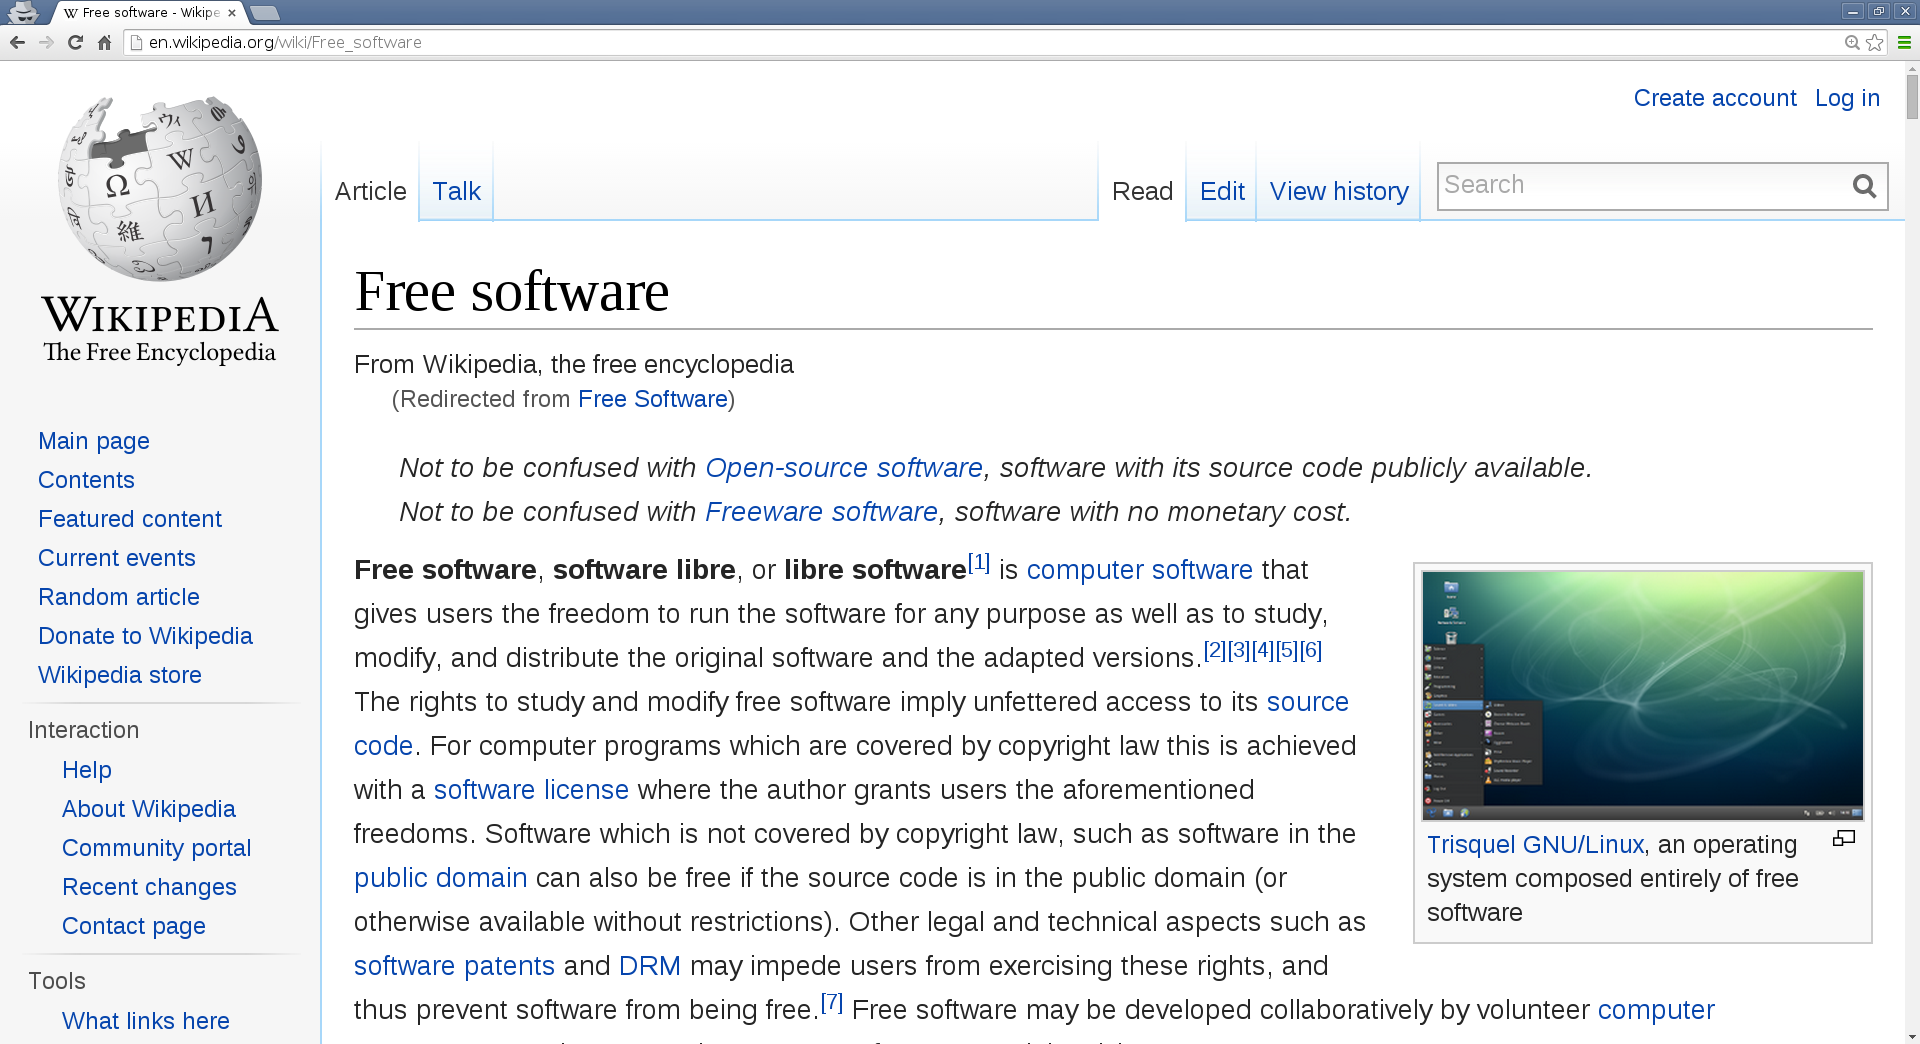 Free software - Wikipe
en.wikipedia.org/wiki/Free_software
Create account Log in
Article Talk Read Edit View history Search
WIKIPEDIA
The Free Encyclopedia
Main page
Contents
Featured content
Current events
Random article
Donate to Wikipedia
Wikipedia store
Interaction
Help
About Wikipedia
Community portal
Recent changes
Contact page
Tools
What links here
Free software
From Wikipedia, the free encyclopedia
(Redirected from Free Software)
Not to be confused with Open-source software, software with its source code publicly available.
Not to be confused with Freeware software, software with no monetary cost.
Free software, software libre, or libre software[1] is computer software that
gives users the freedom to run the software for any purpose as well as to study,
modify, and distribute the original software and the adapted versions.[2][3][4][5][6]
The rights to study and modify free software imply unfettered access to its source
code. For computer programs which are covered by copyright law this is achieved
with a software license where the author grants users the aforementioned
freedoms. Software which is not covered by copyright law, such as software in the
public domain can also be free if the source code is in the public domain (or
otherwise available without restrictions). Other legal and technical aspects such as
software patents and DRM may impede users from exercising these rights, and
thus prevent software from being free.[7] Free software may be developed collaboratively by volunteer computer
Trisquel GNU/Linux, an operating
system composed entirely of free
software